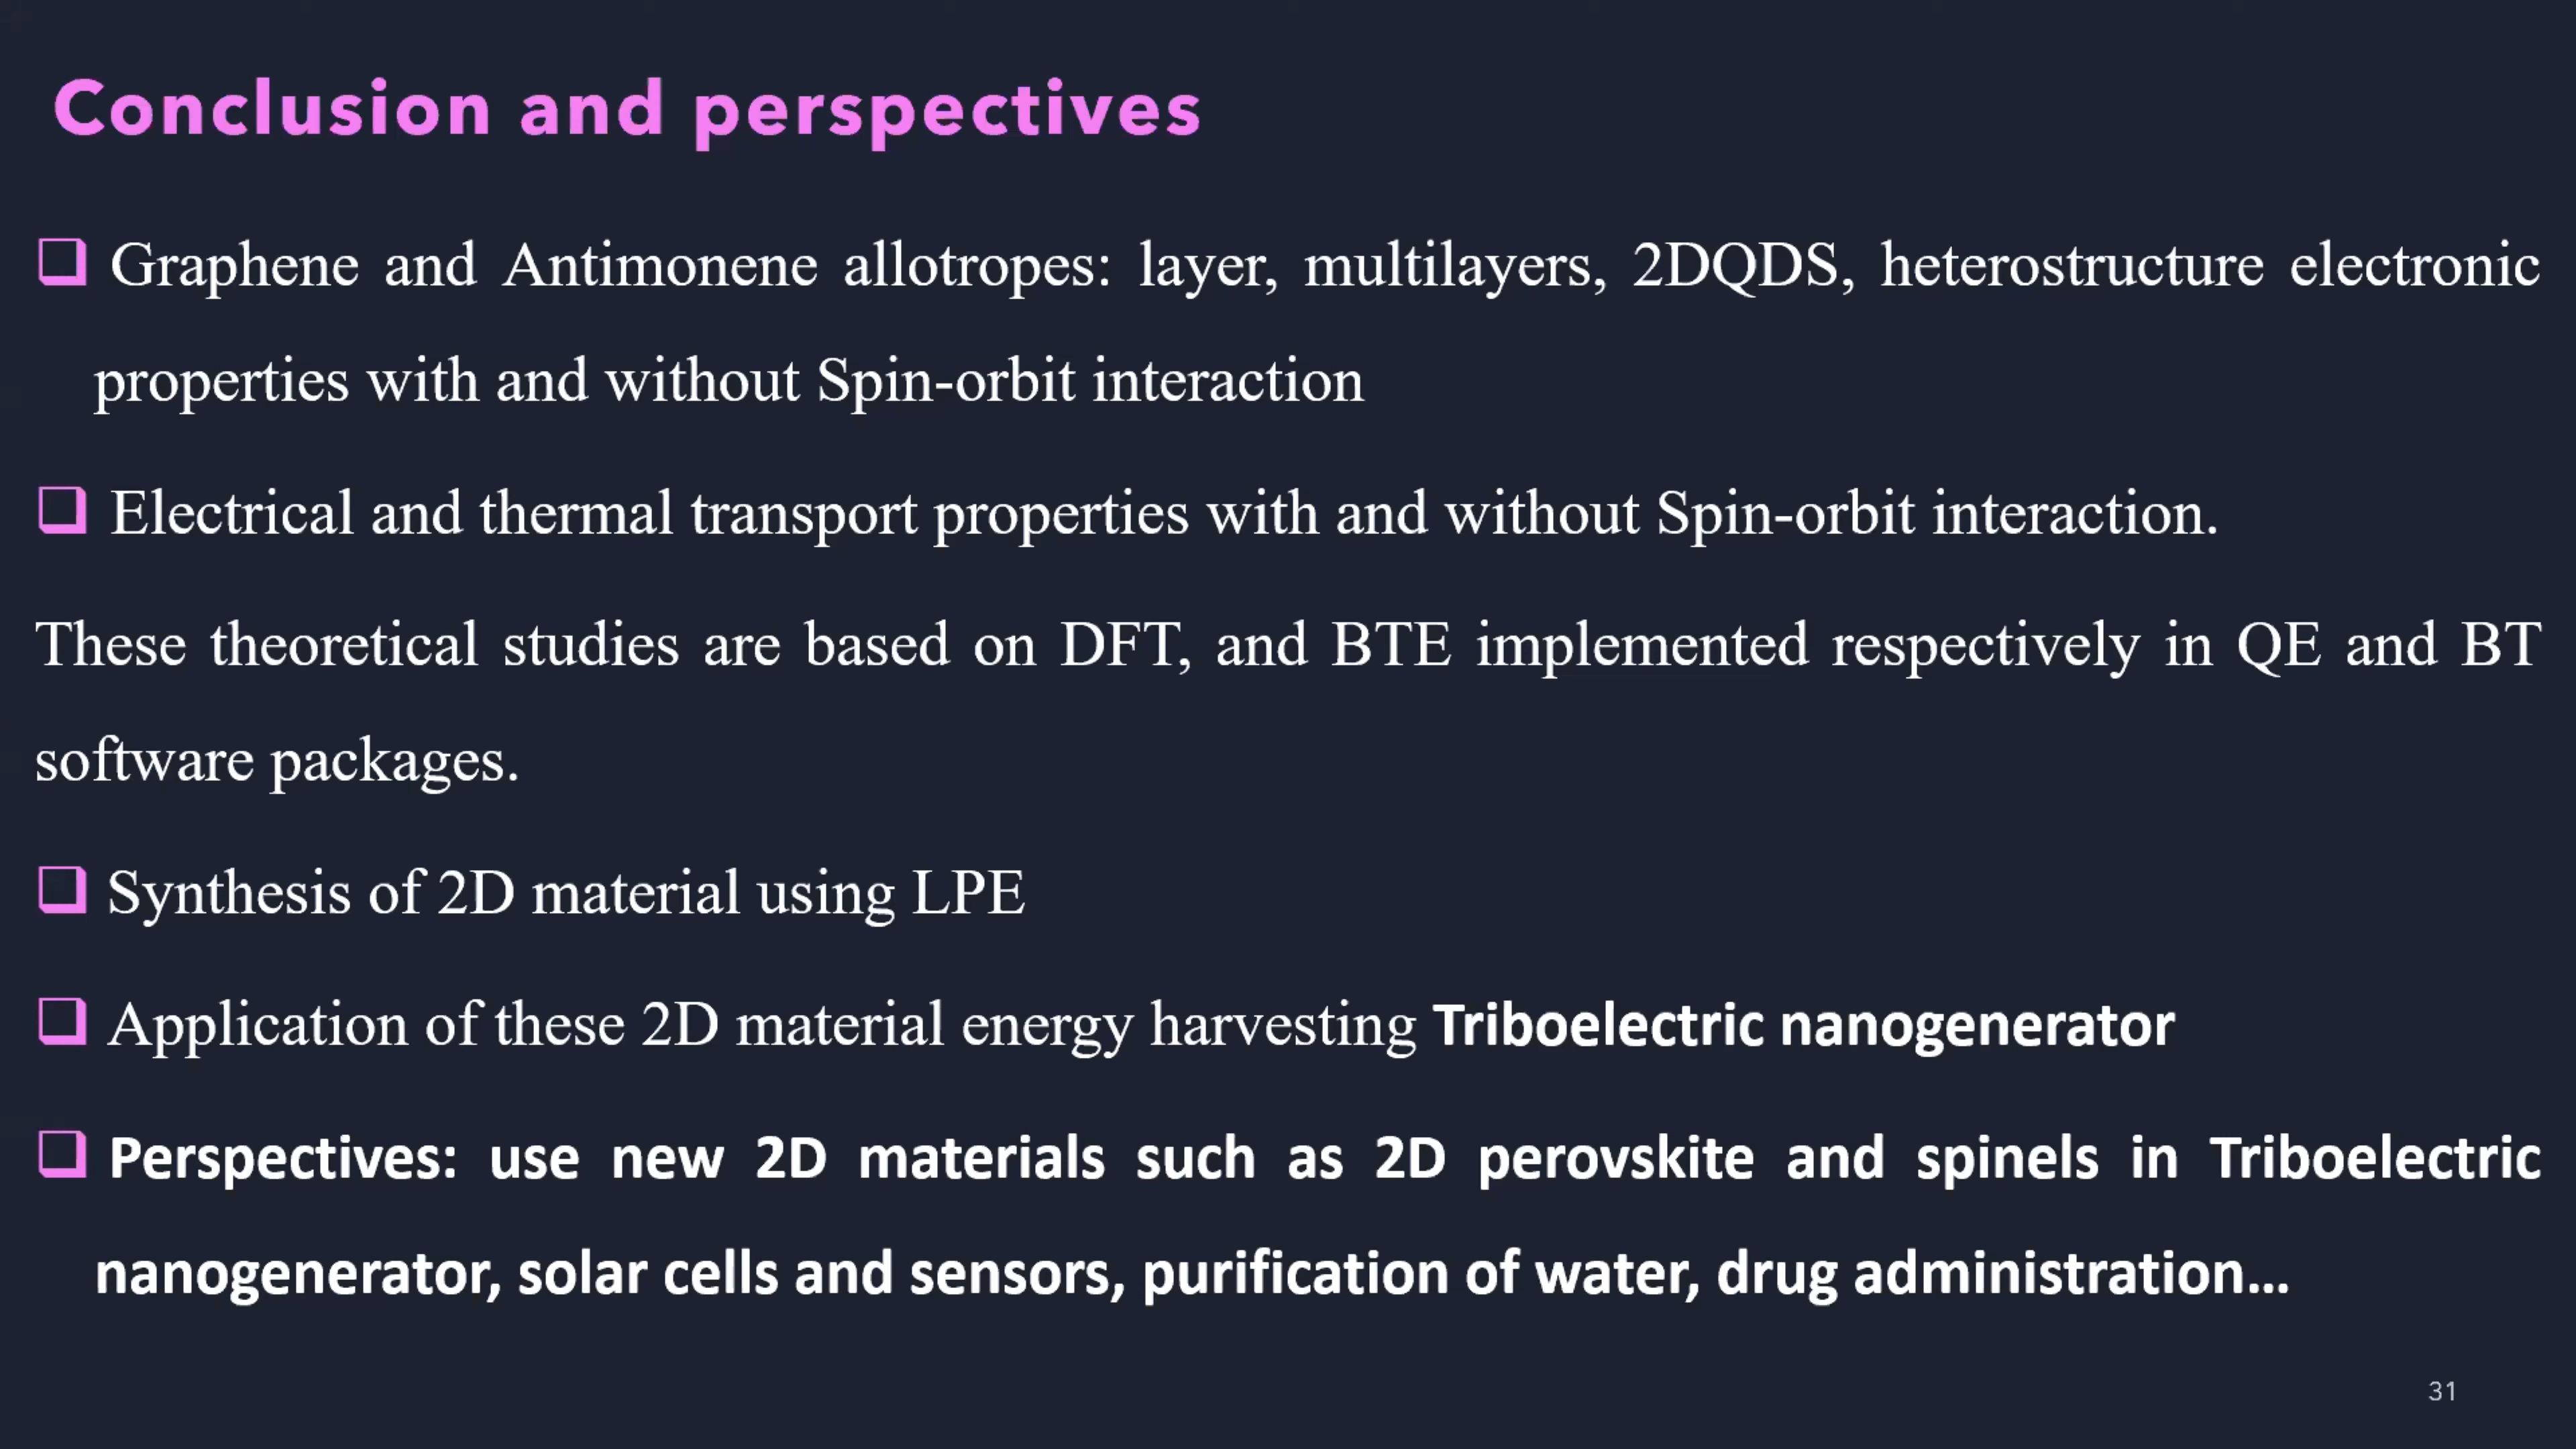 Conclusion and perspectives
❑ Graphene and Antimonene allotropes: layer, multilayers, 2DQDS, heterostructure electronic
properties with and without Spin-orbit interaction
❑ Electrical and thermal transport properties with and without Spin-orbit interaction.
These theoretical studies are based on DFT, and BTE implemented respectively in QE and BT
software packages.
❑ Synthesis of 2D material using LPE
❑ Application of these 2D material energy harvesting Triboelectric nanogenerator
❑ Perspectives: use new 2D materials such as 2D perovskite and spinels in Triboelectric
nanogenerator, solar cells and sensors, purification of water, drug administration...
31